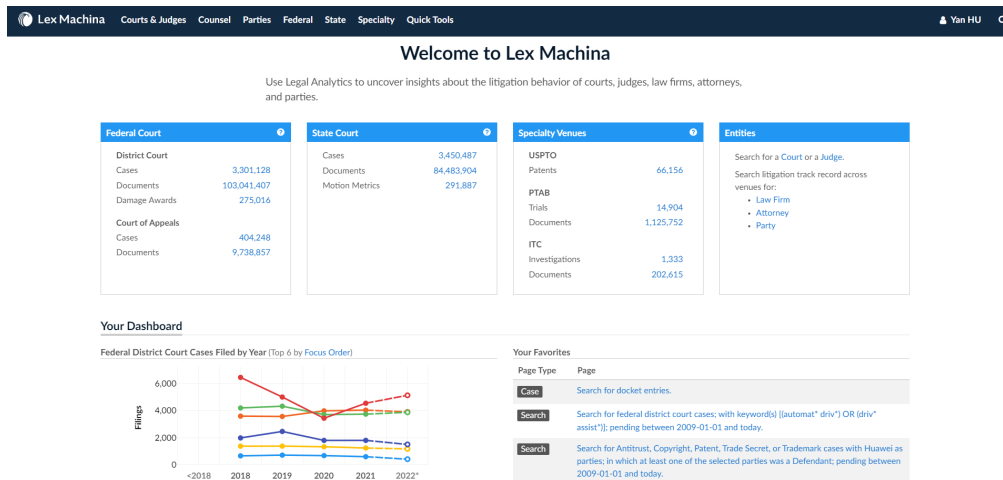 Lex Machina Courts & Judges Counsel Parties Federal State Specialty Quick Tools Yan HU
Welcome to Lex Machina
Use Legal Analytics to uncover insights about the litigation behavior of courts, judges, law firms, attorneys,
and parties.
Federal Court
District Court
Cases 3,301,128
Documents 103,041,407
Damage Awards 275,016
Court of Appeals
Cases 404,248
Documents 9,738,857
State Court
Cases 3,450,487
Documents 84,483,904
Motion Metrics 291,887
Specialty Venues
USPTO
Patents 66,156
PTAB
Trials 14,904
Documents 1,125,752
ITC
Investigations 1,333
Documents 202,615
Entities
Search for a Court or a Judge.
Search litigation track record across
venues for:
• Law Firm
• Attorney
• Party
Your Dashboard
Federal District Court Cases Filed by Year (Top 6 by Focus Order)
Filings
6,000
4,000
2,000
0
<2018 2018 2019 2020 2021 2022*
Your Favorites
Page Type Page
Case Search for docket entries.
Search Search for federal district court cases; with keyword(s) [(automat* driv*) OR (driv*
assist*)]; pending between 2009-01-01 and today.
Search Search for Antitrust, Copyright, Patent, Trade Secret, or Trademark cases with Huawei as
parties; in which at least one of the selected parties was a Defendant; pending between
2009-01-01 and today.